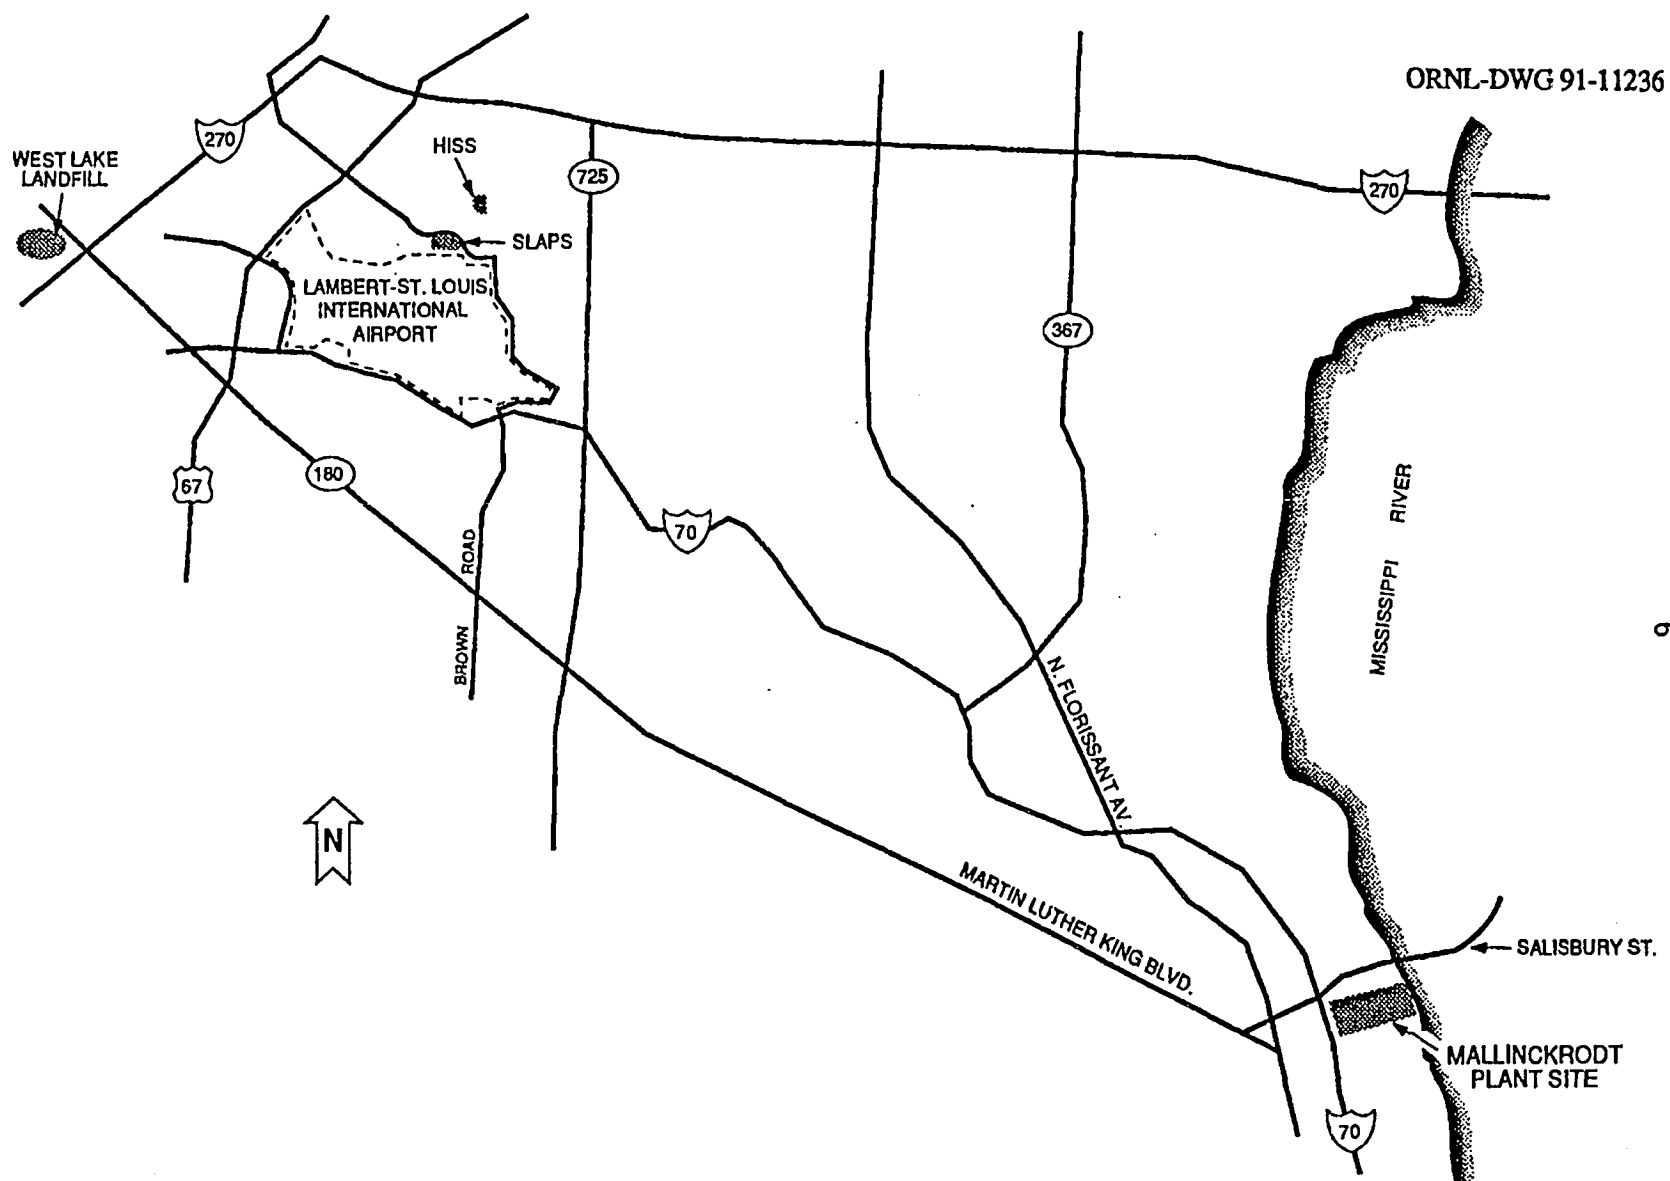 ORNL-DWG 91-11236
270
WEST LAKE
LANDFILL
HISS
725
270
SLAPS
LAMBERT-ST. LOUIS
INTERNATIONAL
AIRPORT
367
67
180
70
BROWN ROAD
MISSISSIPPI RIVER
9
N. FLORISSANT AV.
N
MARTIN LUTHER KING BLVD.
SALISBURY ST.
MALLINCKRODT
PLANT SITE
70